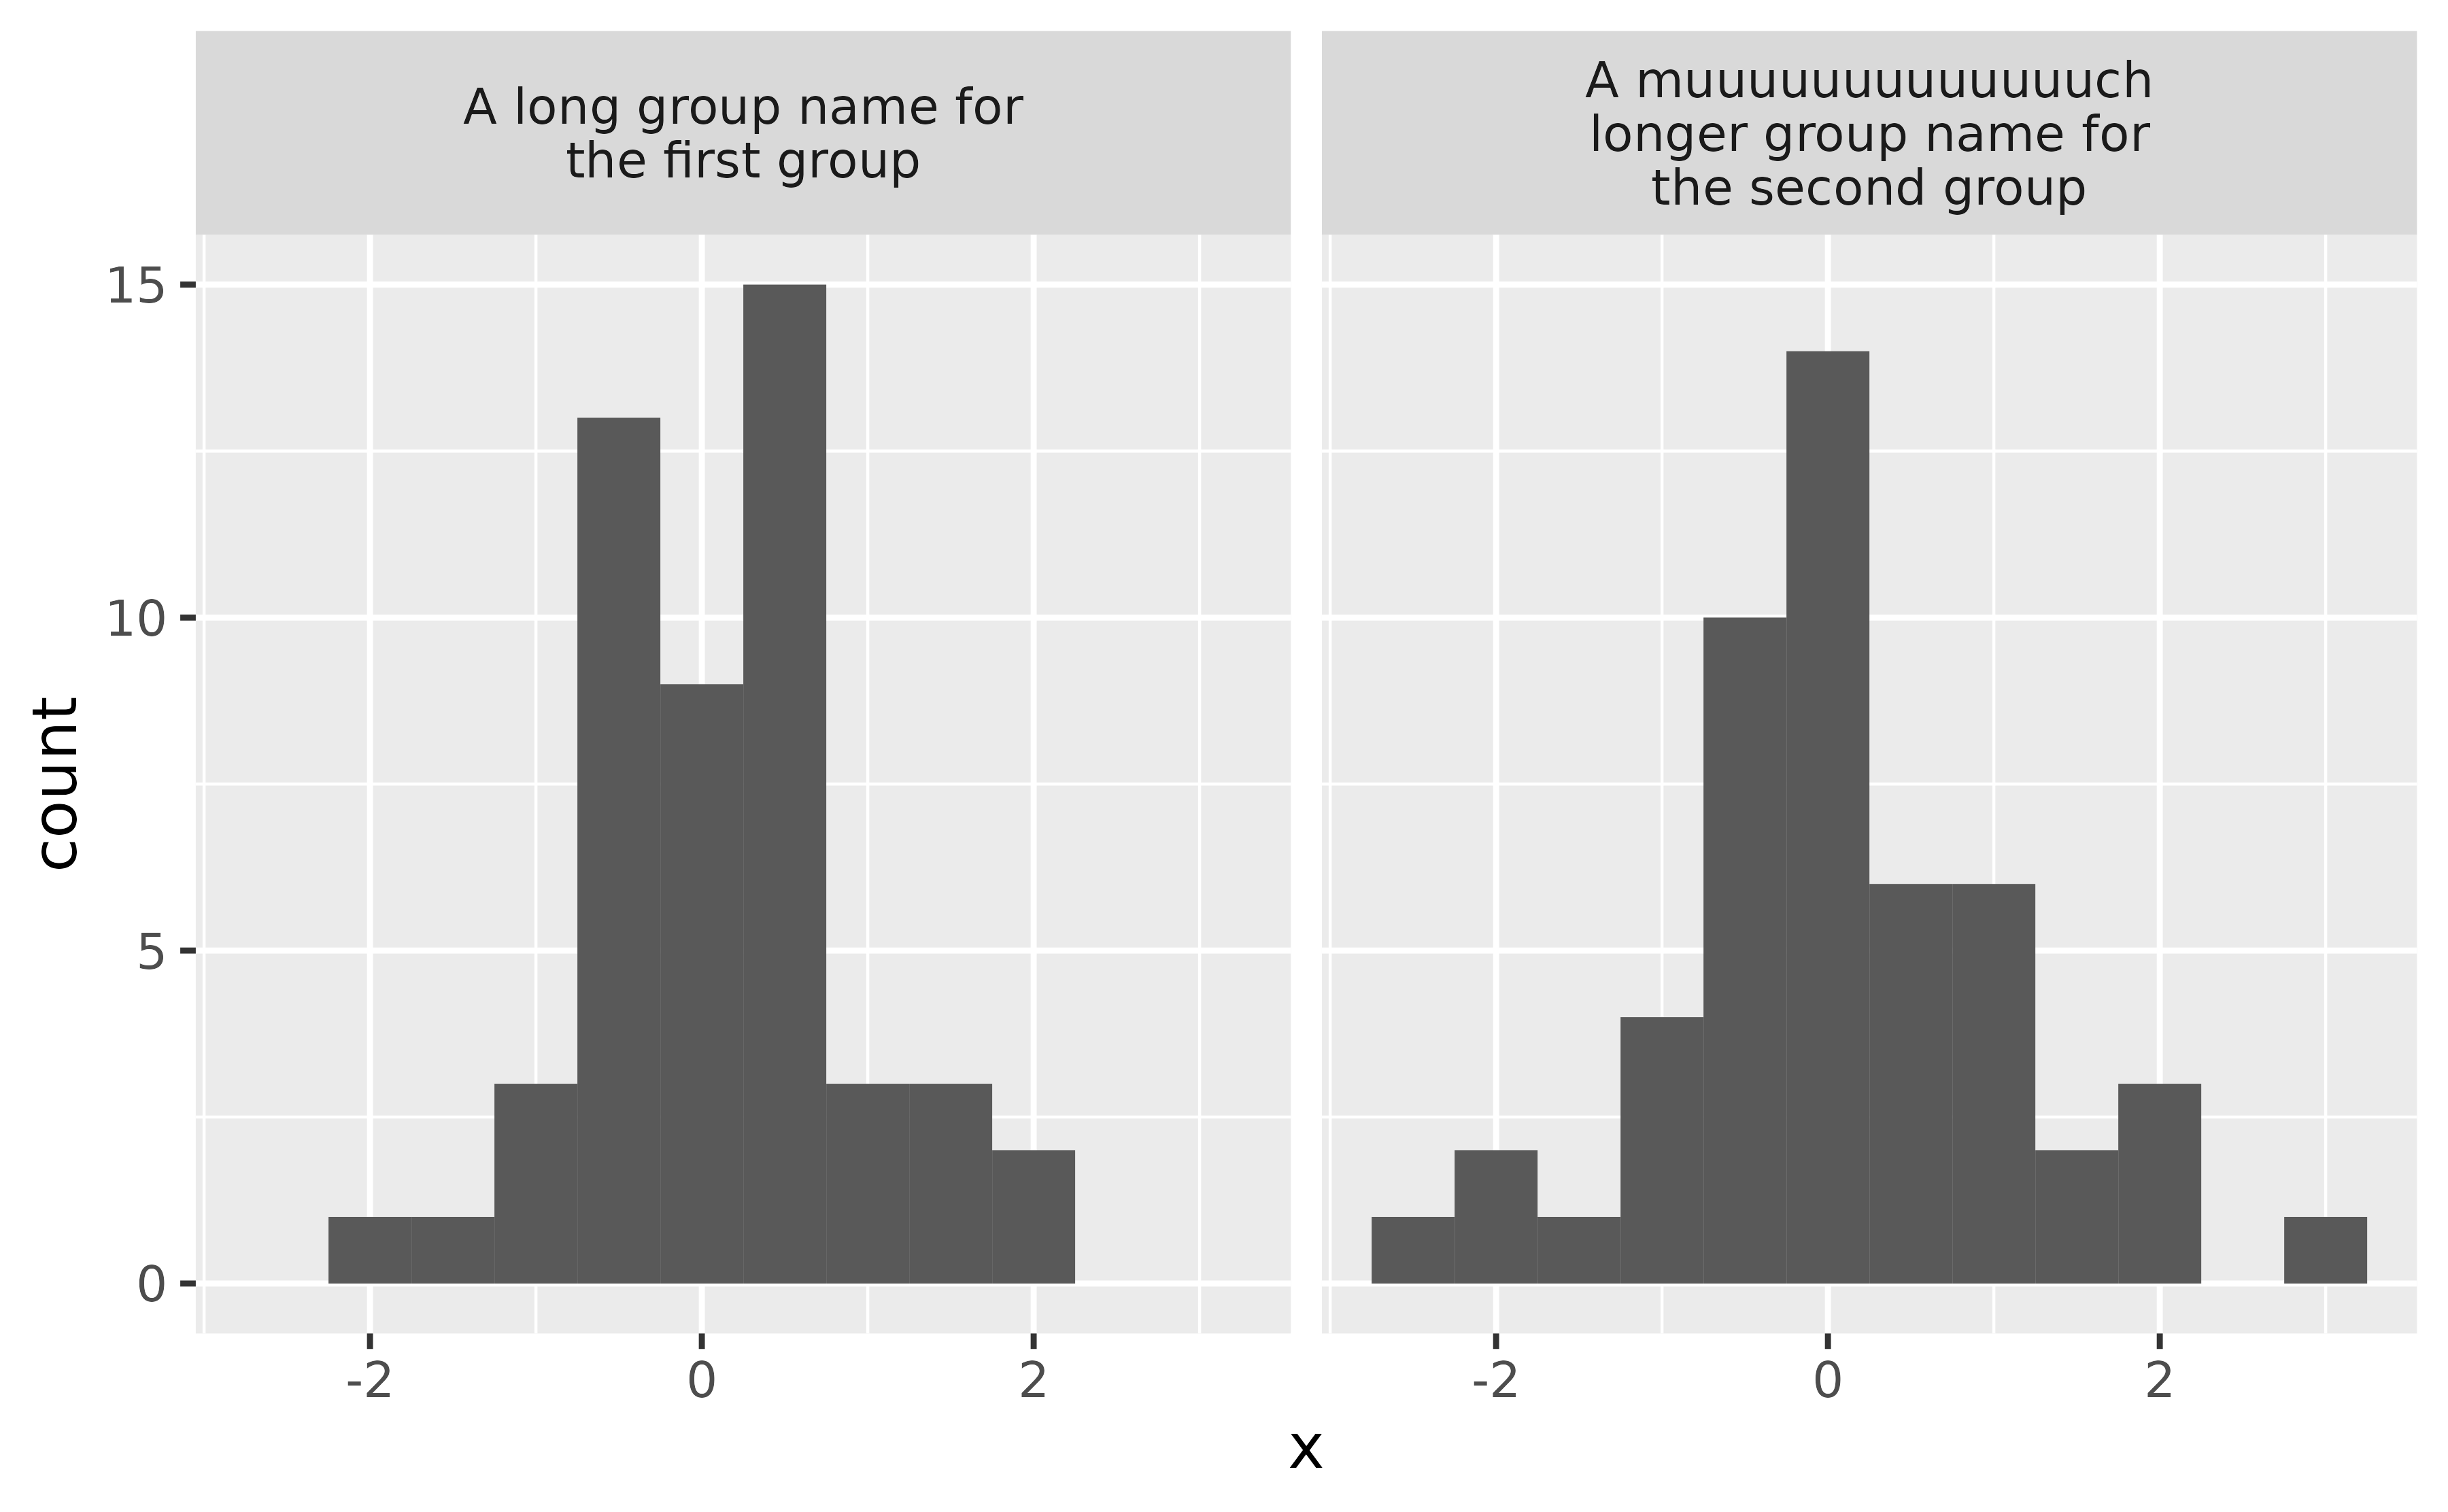 A long group name for
the first group
A muuuuuuuuuuuuuch
longer group name for
the second group
15
10
5
0
count
-2 0 2
-2 0 2
x